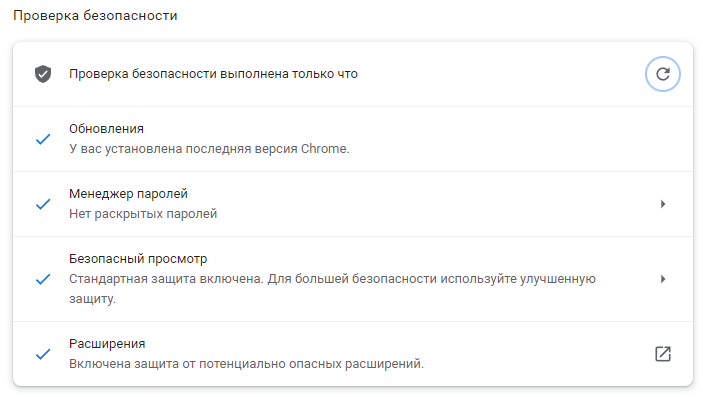 Проверка безопасности
Проверка безопасности выполнена только что
Обновления
У вас установлена последняя версия Chrome.
Менеджер паролей
Нет раскрытых паролей
Безопасный просмотр
Стандартная защита включена. Для большей безопасности используйте улучшенную
защиту.
Расширения
Включена защита от потенциально опасных расширений.